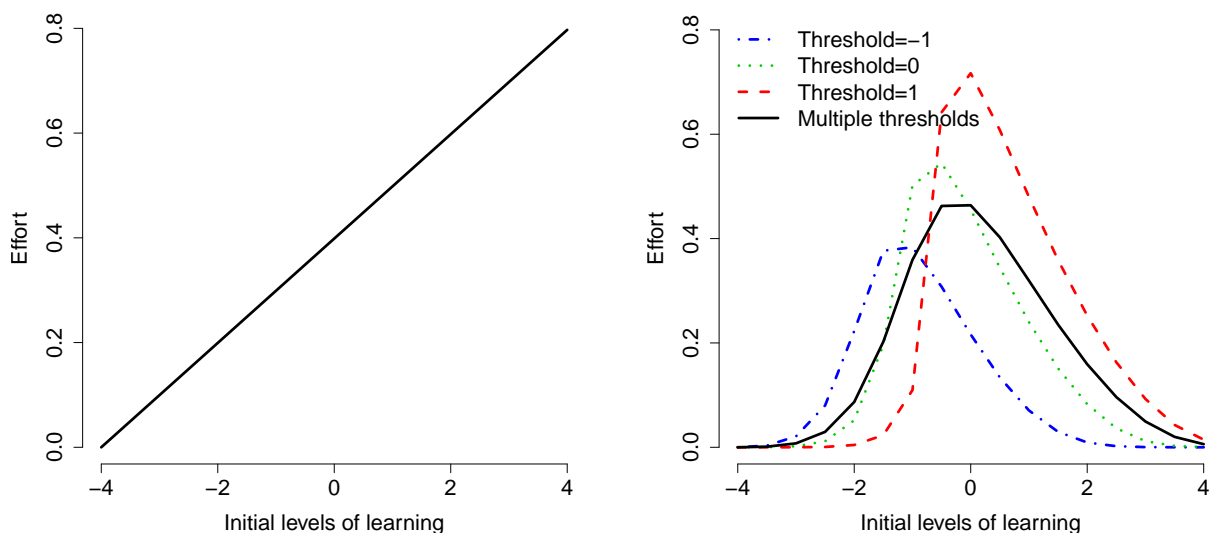 0.8
0.6
0.4
0.2
0.0
Effort
−4
−2
0
2
4
Initial levels of learning
0.8
0.6
0.4
0.2
0.0
Effort
Threshold=−1
Threshold=0
Threshold=1
Multiple thresholds
−4
−2
0
2
4
Initial levels of learning